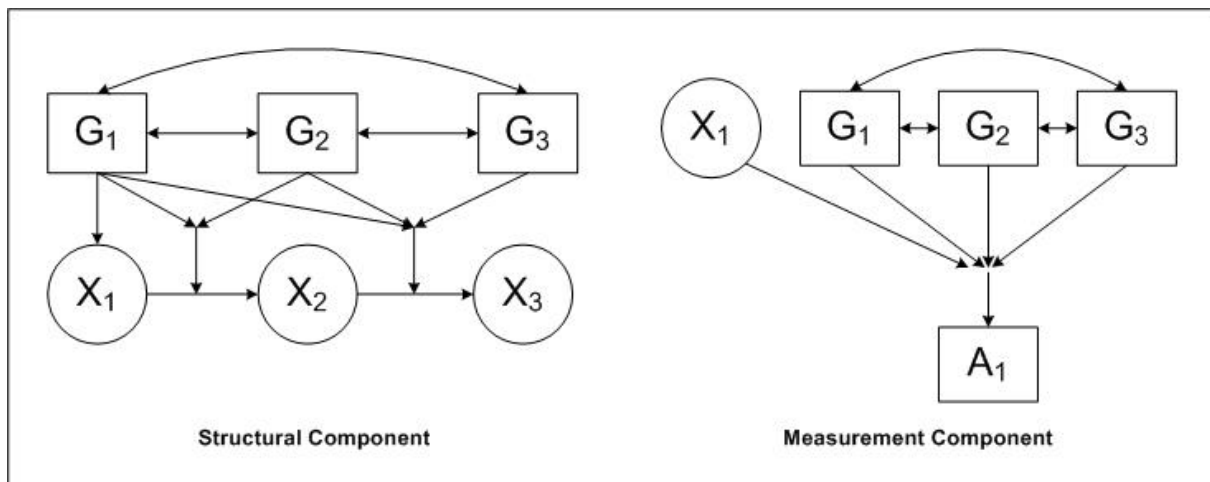 G₁ G₂ G₃
X₁ X₂ X₃
Structural Component
X₁ G₁ G₂ G₃
A₁
Measurement Component